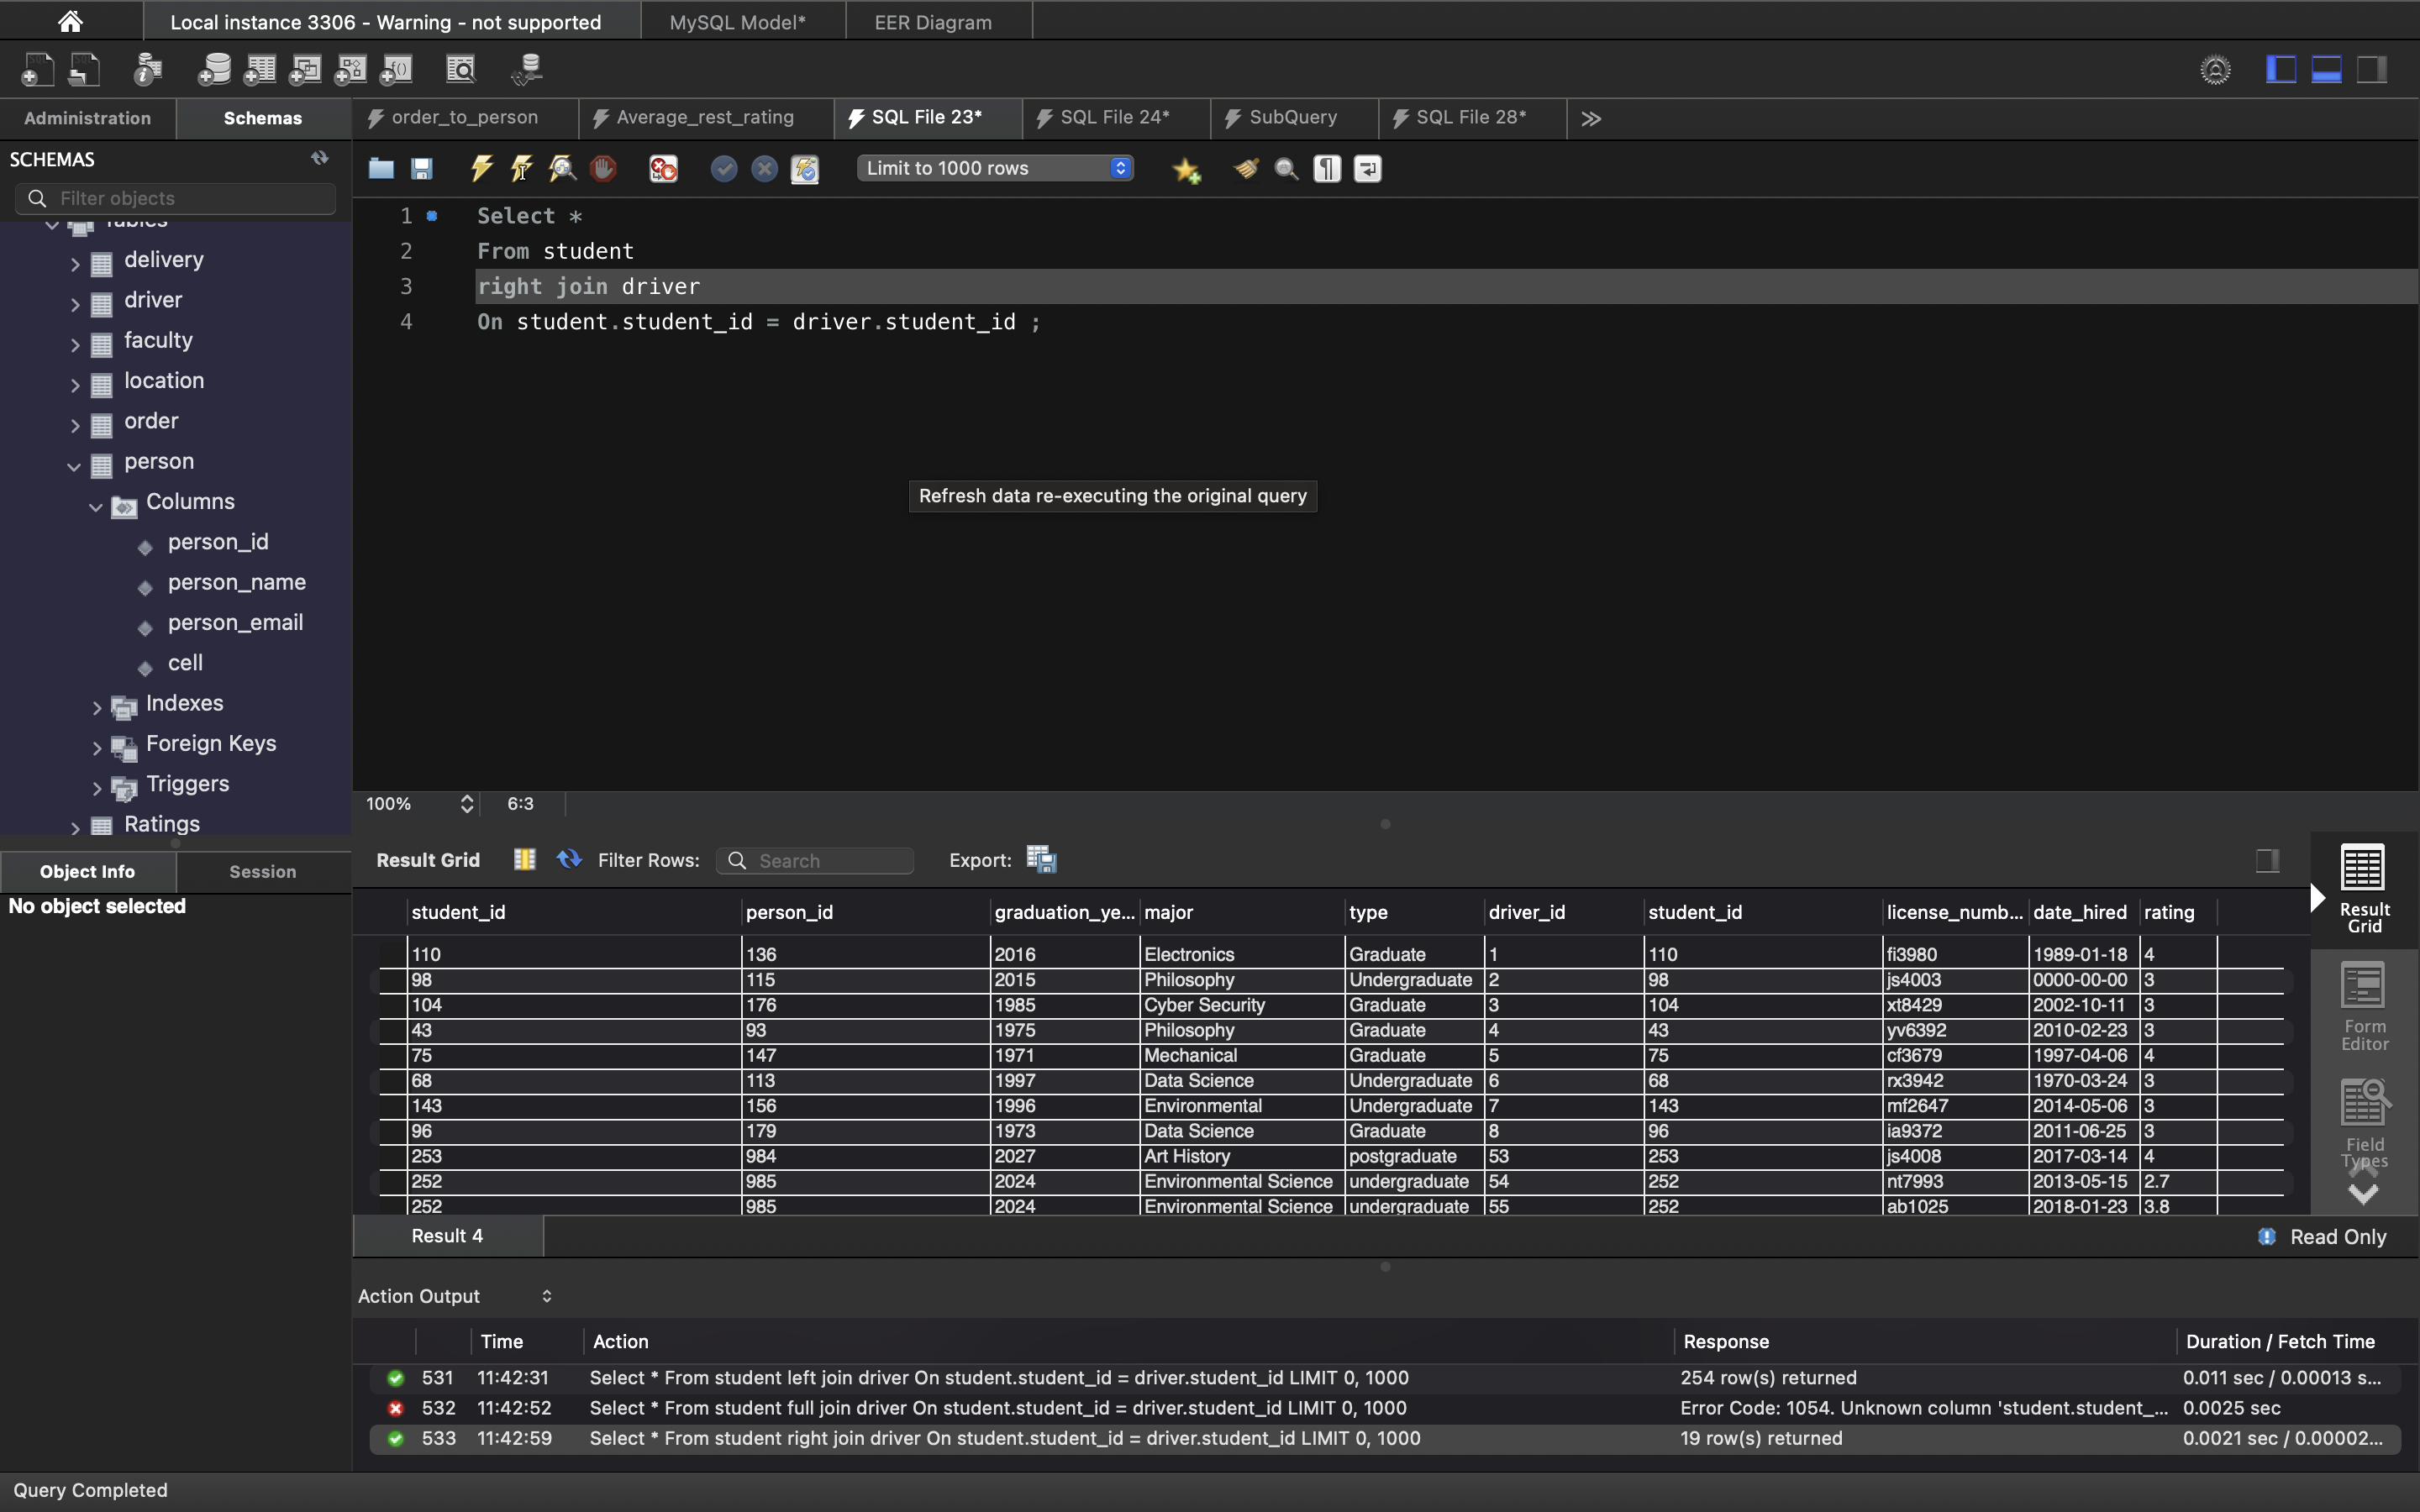 Local instance 3306 - Warning - not supported
MySQL Model*
EER Diagram
Administration
Schemas
order_to_person
Average_rest_rating
SQL File 23*
SQL File 24*
SubQuery
SQL File 28*
SCHEMAS
Filter objects
Limit to 1000 rows
Tables
delivery
driver
faculty
location
order
person
Columns
person_id
person_name
person_email
cell
Indexes
Foreign Keys
Triggers
Ratings
1 Select *
2 From student
3 right join driver
4 On student.student_id = driver.student_id ;
Refresh data re-executing the original query
100% 6:3
Object Info
Session
No object selected
Result Grid Filter Rows: Search Export:
student_id person_id graduation_ye... major type driver_id student_id license_numb... date_hired rating
110 136 2016 Electronics Graduate 1 110 fi3980 1989-01-18 4
98 115 2015 Philosophy Undergraduate 2 98 js4003 0000-00-00 3
104 176 1985 Cyber Security Graduate 3 104 xt8429 2002-10-11 3
43 93 1975 Philosophy Graduate 4 43 yv6392 2010-02-23 3
75 147 1971 Mechanical Graduate 5 75 cf3679 1997-04-06 4
68 113 1997 Data Science Undergraduate 6 68 rx3942 1970-03-24 3
143 156 1996 Environmental Undergraduate 7 143 mf2647 2014-05-06 3
96 179 1973 Data Science Graduate 8 96 ia9372 2011-06-25 3
253 984 2027 Art History postgraduate 53 253 js4008 2017-03-14 4
252 985 2024 Environmental Science undergraduate 54 252 nt7993 2013-05-15 2.7
252 985 2024 Environmental Science undergraduate 55 252 ab1025 2018-01-23 3.8
Result
Grid
Form
Editor
Field
Types
Result 4
Read Only
Action Output
Time Action Response Duration / Fetch Time
531 11:42:31 Select * From student left join driver On student.student_id = driver.student_id LIMIT 0, 1000 254 row(s) returned 0.011 sec / 0.00013 s...
532 11:42:52 Select * From student full join driver On student.student_id = driver.student_id LIMIT 0, 1000 Error Code: 1054. Unknown column 'student.student_... 0.0025 sec
533 11:42:59 Select * From student right join driver On student.student_id = driver.student_id LIMIT 0, 1000 19 row(s) returned 0.0021 sec / 0.00002...
Query Completed